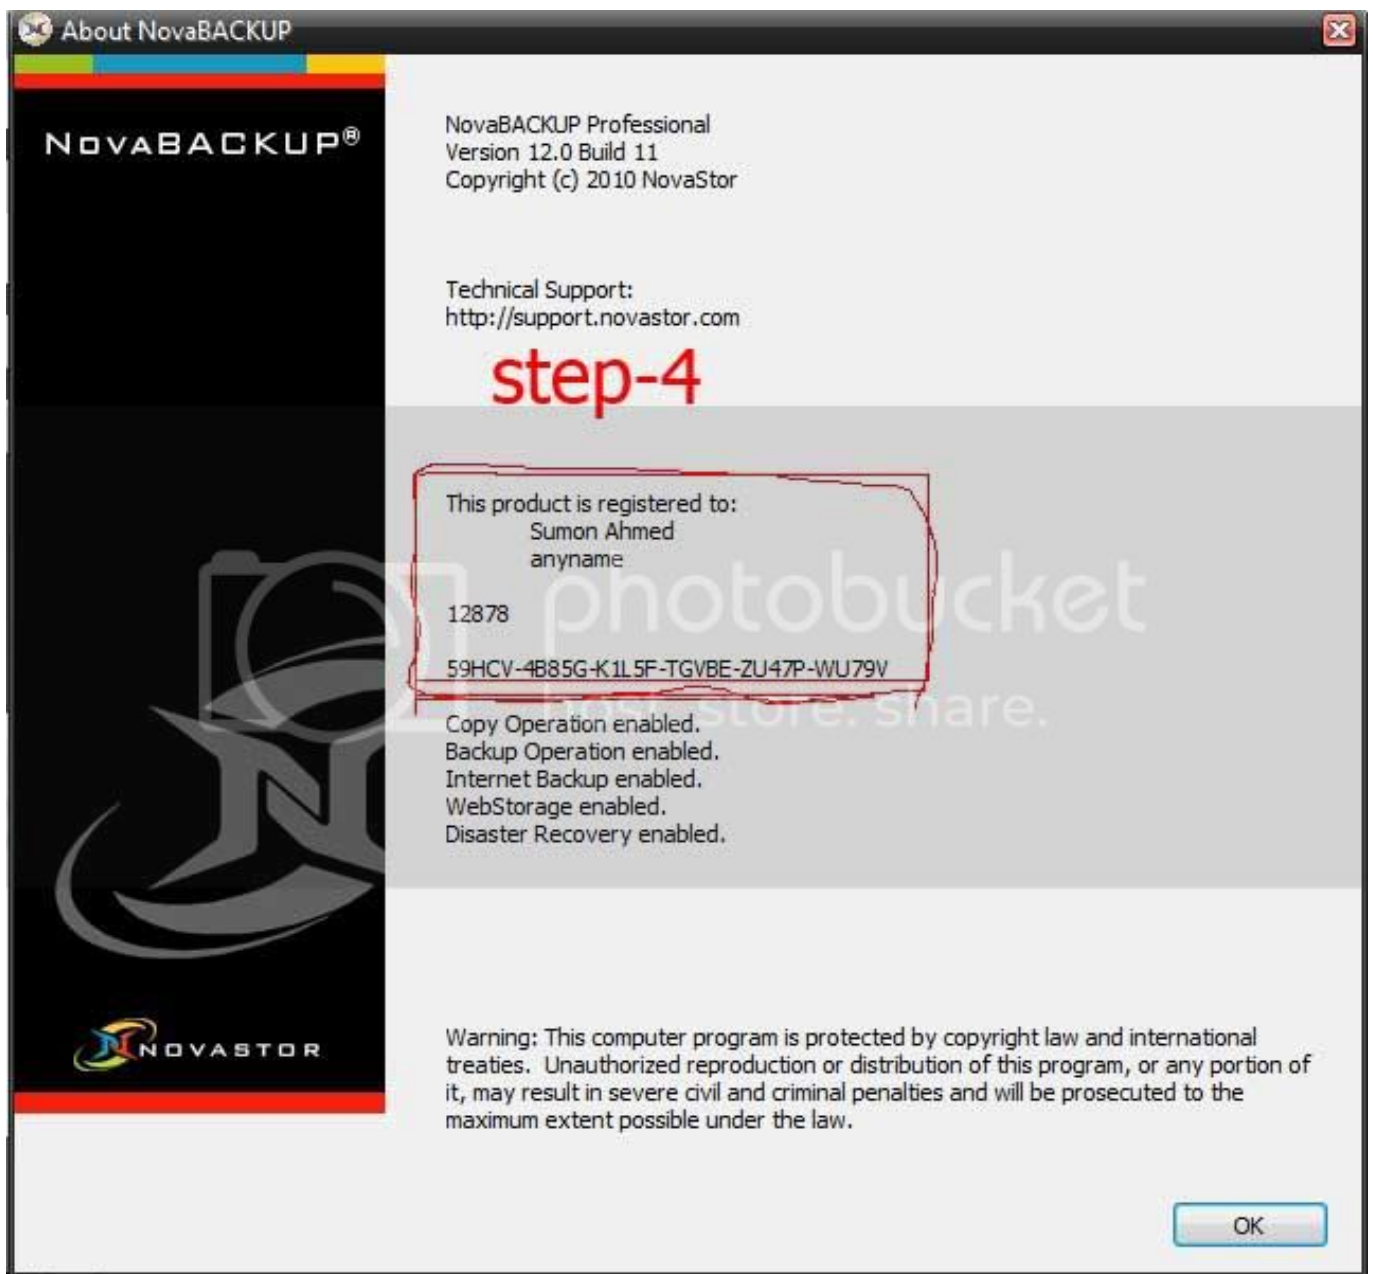 About NovaBACKUP
NOVABACKUP®
NovaBACKUP Professional
Version 12.0 Build 11
Copyright (c) 2010 NovaStor
Technical Support:
http://support.novastor.com
step-4
This product is registered to:
Sumon Ahmed
anyname
12878
59HCV-4B85G-K1L5F-TGVBE-ZU47P-WU79V
photobucket
host. store. share.
Copy Operation enabled.
Backup Operation enabled.
Internet Backup enabled.
WebStorage enabled.
Disaster Recovery enabled.
NOVASTOR
Warning: This computer program is protected by copyright law and international
treaties. Unauthorized reproduction or distribution of this program, or any portion of
it, may result in severe civil and criminal penalties and will be prosecuted to the
maximum extent possible under the law.
OK